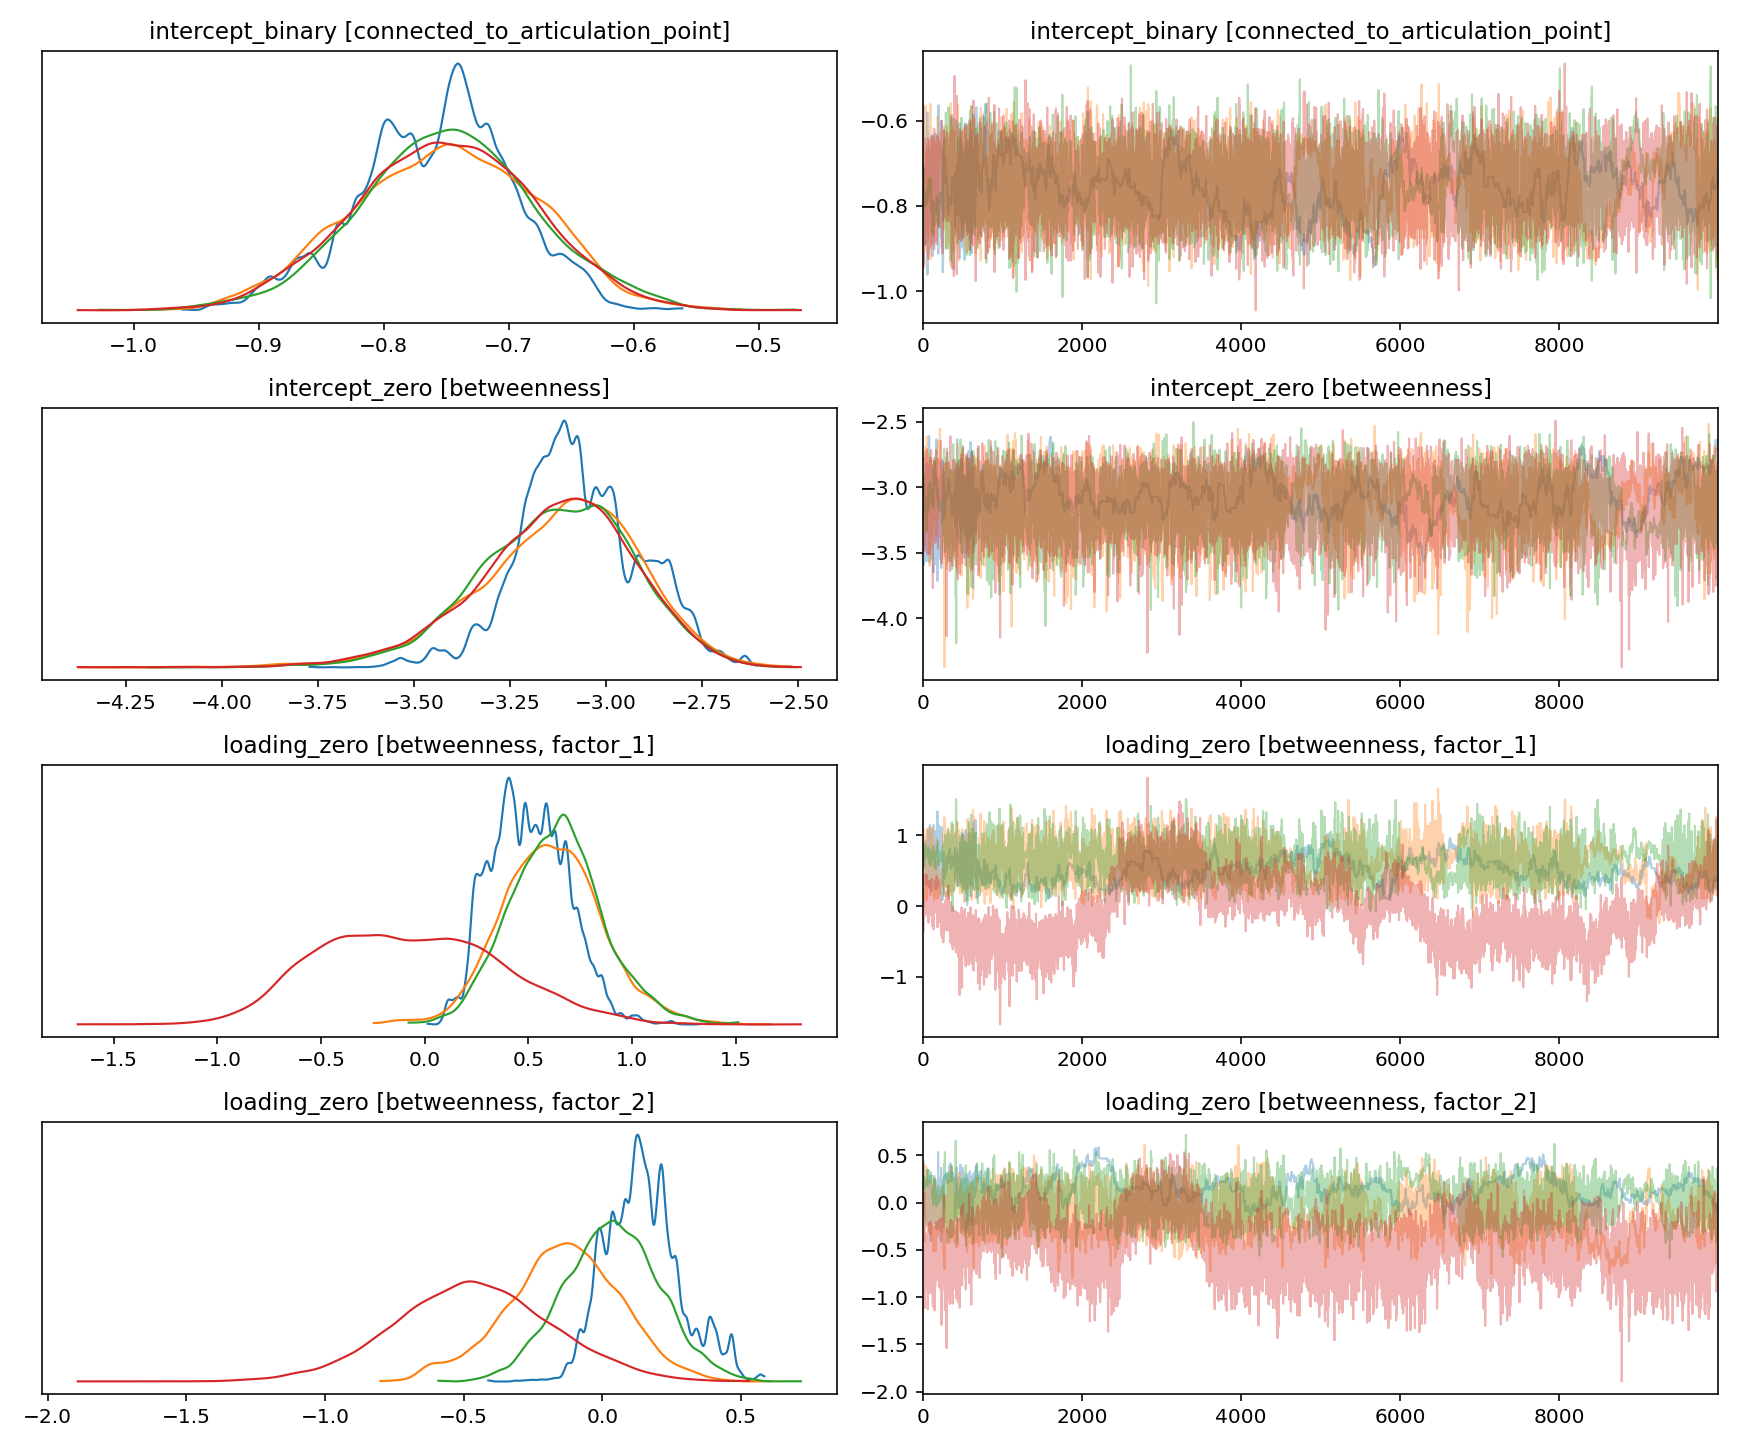 intercept_binary [connected_to_articulation_point]
−1.0 −0.9 −0.8 −0.7 −0.6 −0.5
intercept_binary [connected_to_articulation_point]
−0.6
−0.8
−1.0
0 2000 4000 6000 8000
intercept_zero [betweenness]
−4.25 −4.00 −3.75 −3.50 −3.25 −3.00 −2.75 −2.50
intercept_zero [betweenness]
−2.5
−3.0
−3.5
−4.0
0 2000 4000 6000 8000
loading_zero [betweenness, factor_1]
−1.5 −1.0 −0.5 0.0 0.5 1.0 1.5
loading_zero [betweenness, factor_1]
1
0
−1
0 2000 4000 6000 8000
loading_zero [betweenness, factor_2]
−2.0 −1.5 −1.0 −0.5 0.0 0.5
loading_zero [betweenness, factor_2]
0.5
0.0
−0.5
−1.0
−1.5
−2.0
0 2000 4000 6000 8000